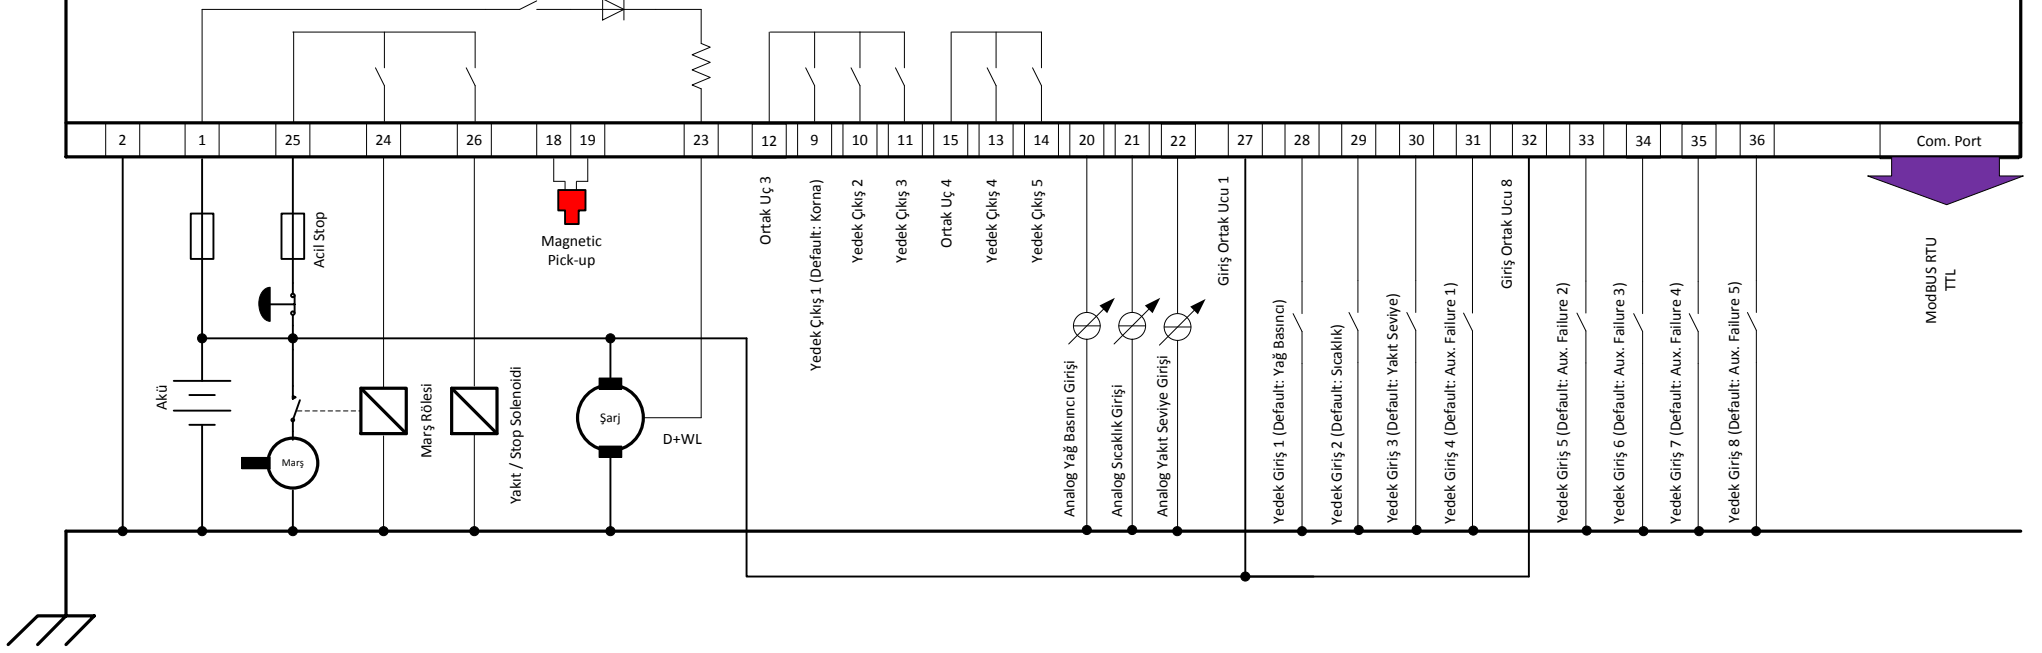 2
1
25
24
26
18
19
23
12
9
10
11
15
13
14
20
21
22
27
28
29
30
31
32
33
34
35
36
Com. Port
Acil Stop
Magnetic
Pick-up
Ortak Uç 3
Yedek Çıkış 1 (Default: Korna)
Yedek Çıkış 2
Yedek Çıkış 3
Ortak Uç 4
Yedek Çıkış 4
Yedek Çıkış 5
Analog Yağ Basıncı Girişi
Analog Sıcaklık Girişi
Analog Yakıt Seviye Girişi
Giriş Ortak Ucu 1
Yedek Giriş 1 (Default: Yağ Basıncı)
Yedek Giriş 2 (Default: Sıcaklık)
Yedek Giriş 3 (Default: Yakıt Seviye)
Yedek Giriş 4 (Default: Aux. Failure 1)
Giriş Ortak Ucu 8
Yedek Giriş 5 (Default: Aux. Failure 2)
Yedek Giriş 6 (Default: Aux. Failure 3)
Yedek Giriş 7 (Default: Aux. Failure 4)
Yedek Giriş 8 (Default: Aux. Failure 5)
ModBUS RTU
TTL
Akü
Marş
Marş Rölesi
Yakıt / Stop Solenoidi
Şarj
D+WL